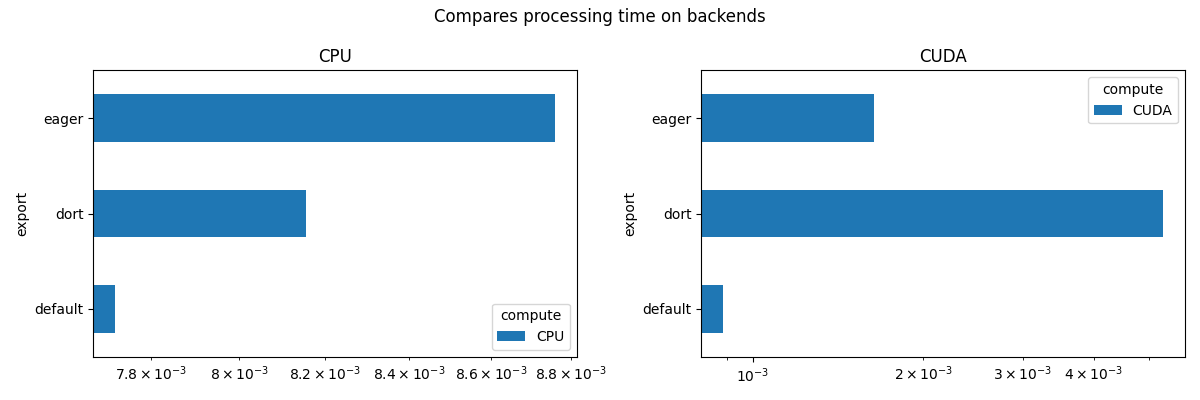 Compares processing time on backends
CPU
export
eager
dort
default
compute
CPU
7.8 × 10⁻³
8 × 10⁻³
8.2 × 10⁻³
8.4 × 10⁻³
8.6 × 10⁻³
8.8 × 10⁻³
CUDA
export
eager
dort
default
compute
CUDA
10⁻³
2 × 10⁻³
3 × 10⁻³
4 × 10⁻³